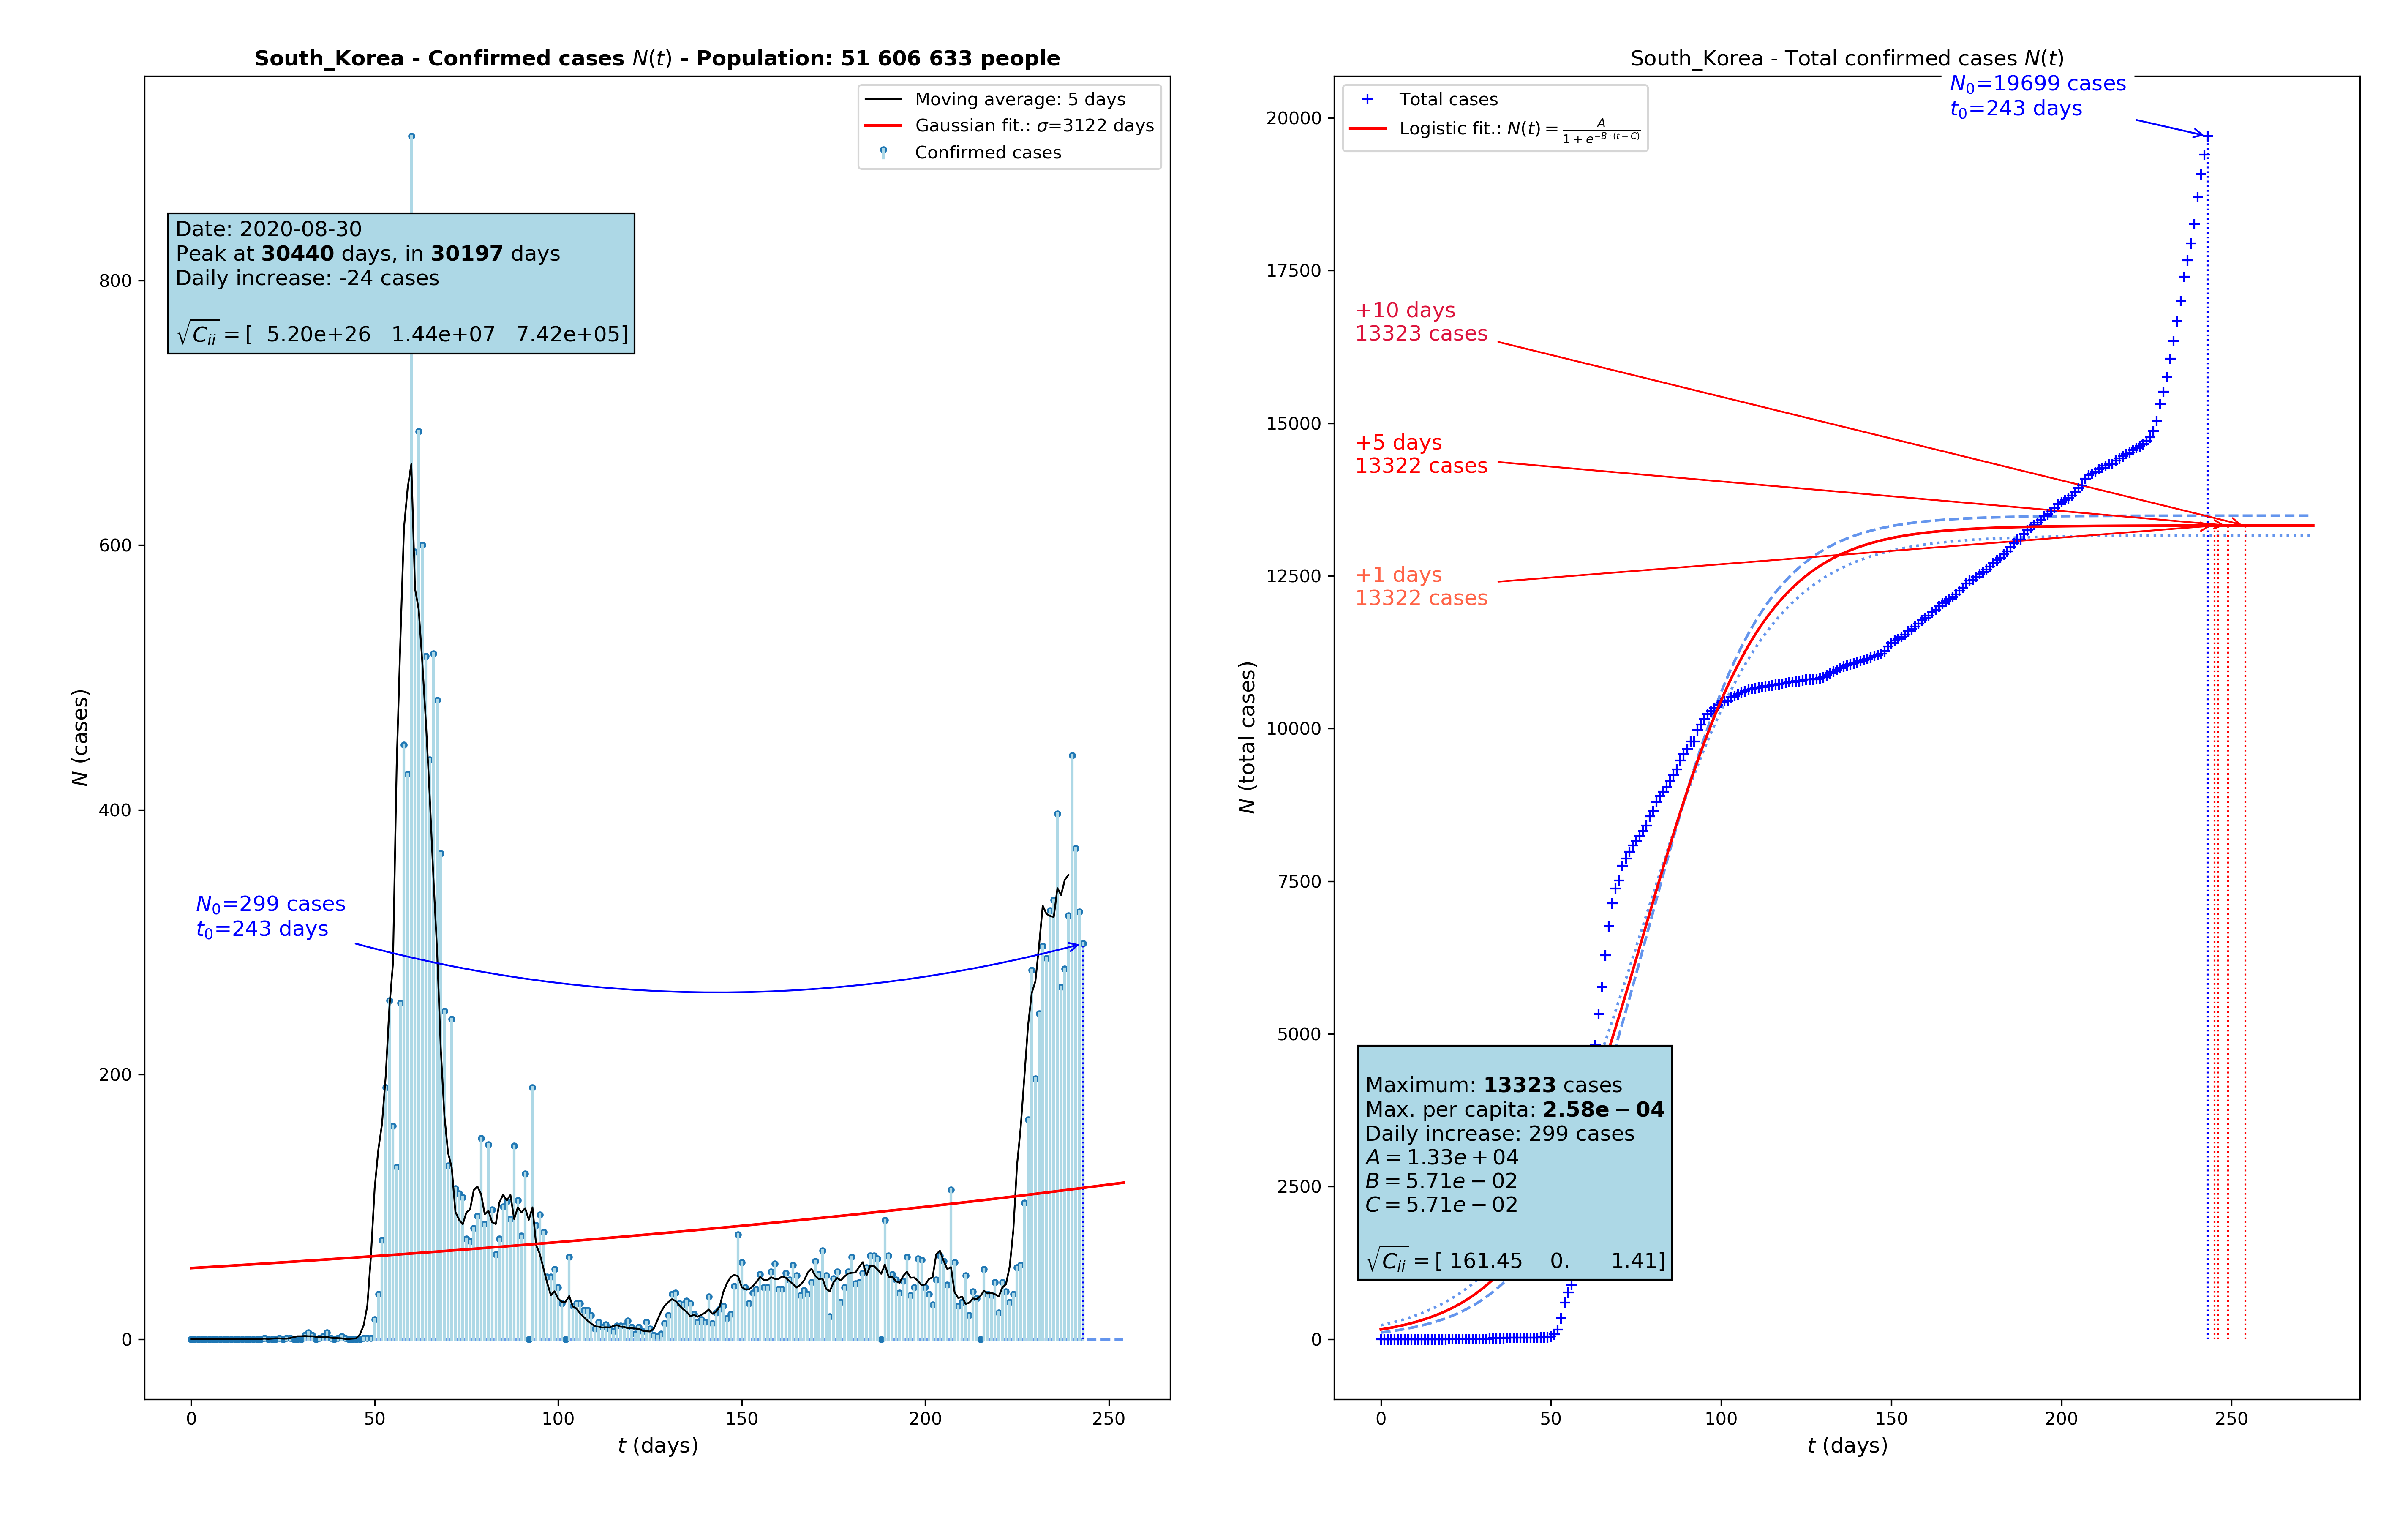 South_Korea - Confirmed cases N(t) - Population: 51 606 633 people
Moving average: 5 days
Gaussian fit.: σ=3122 days
Confirmed cases
Date: 2020-08-30
Peak at 30440 days, in 30197 days
Daily increase: -24 cases
√C_ii = [ 5.20e+26 1.44e+07 7.42e+05]
N_0=299 cases
t_0=243 days
N (cases)
800
600
400
200
0
0 50 100 150 200 250
t (days)
South_Korea - Total confirmed cases N(t)
N_0=19699 cases
t_0=243 days
Total cases
Logistic fit.: N(t) = A / (1 + e^{-B·(t-C)})
+10 days
13323 cases
+5 days
13322 cases
+1 days
13322 cases
Maximum: 13323 cases
Max. per capita: 2.58e − 04
Daily increase: 299 cases
A = 1.33e + 04
B = 5.71e − 02
C = 5.71e − 02
√C_ii = [ 161.45 0. 1.41]
N (total cases)
20000
17500
15000
12500
10000
7500
5000
2500
0
0 50 100 150 200 250
t (days)